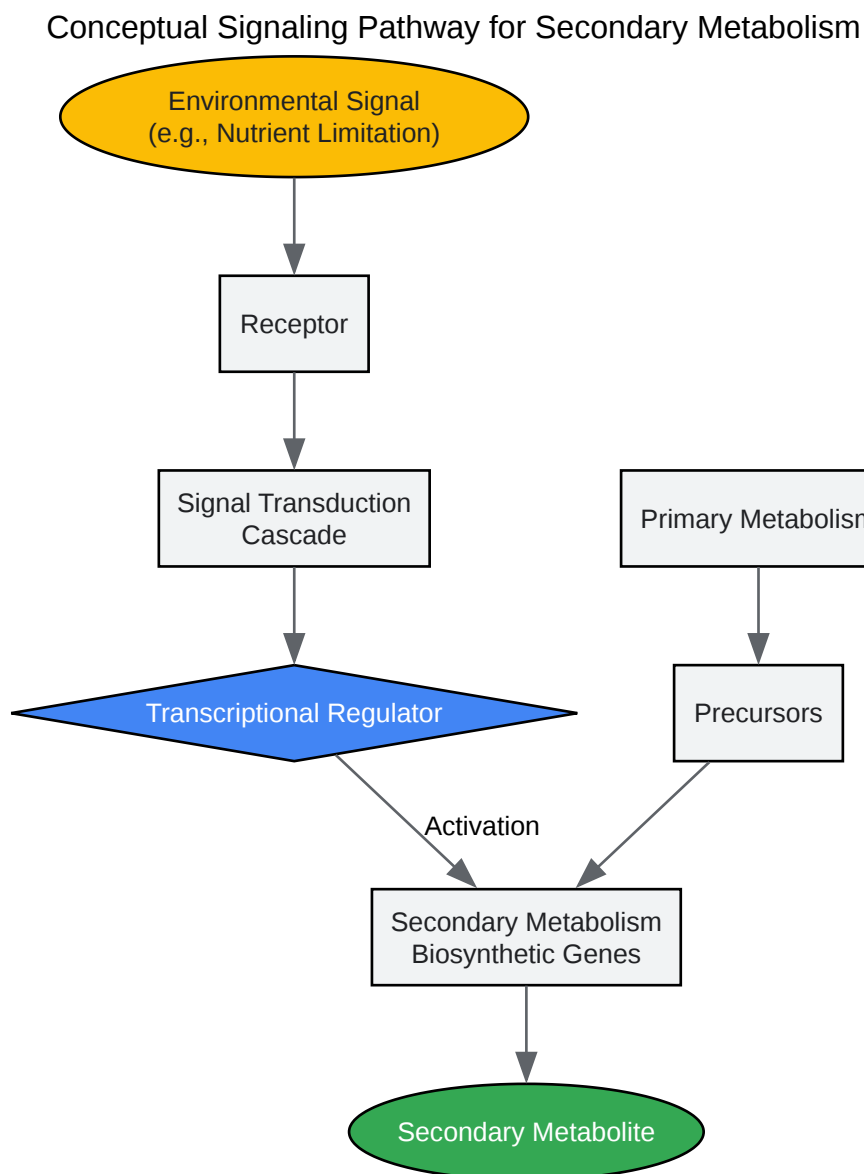 Conceptual Signaling Pathway for Secondary Metabolism
Environmental Signal
(e.g., Nutrient Limitation)
Receptor
Signal Transduction
Cascade
Primary Metabolism
Transcriptional Regulator
Precursors
Activation
Secondary Metabolism
Biosynthetic Genes
Secondary Metabolite